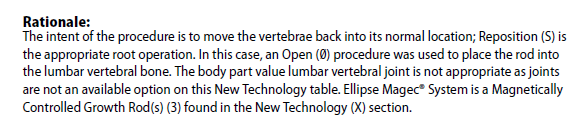 Rationale:
The intent of the procedure is to move the vertebrae back into its normal location; Reposition (S) is
the appropriate root operation. In this case, an Open (Ø) procedure was used to place the rod into
the lumbar vertebral bone. The body part value lumbar vertebral joint is not appropriate as joints
are not an available option on this New Technology table. Ellipse Magec® System is a Magnetically
Controlled Growth Rod(s) (3) found in the New Technology (X) section.